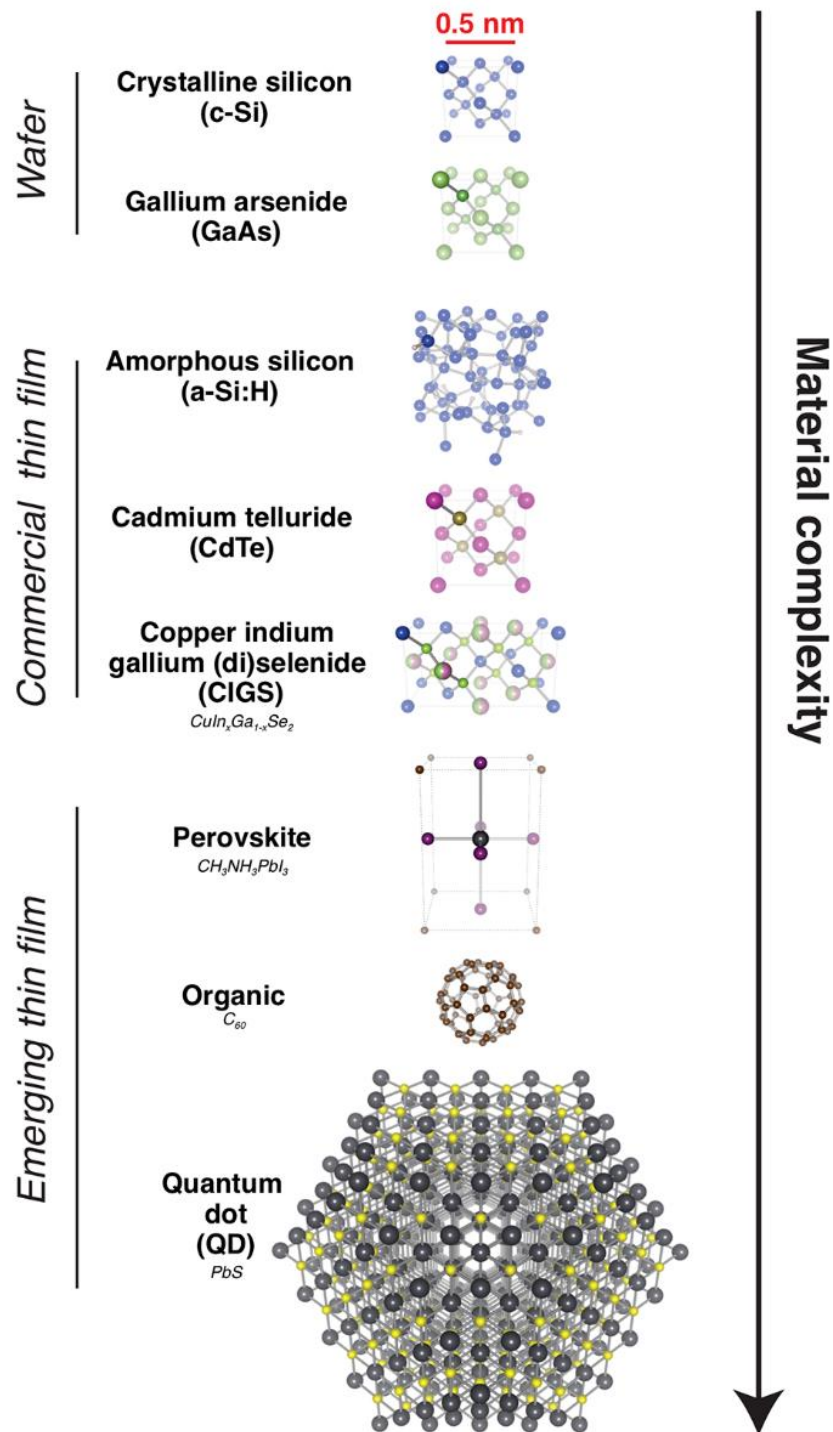 0.5 nm
Wafer
Crystalline silicon
(c-Si)
Gallium arsenide
(GaAs)
Commercial thin film
Amorphous silicon
(a-Si:H)
Cadmium telluride
(CdTe)
Copper indium
gallium (di)selenide
(CIGS)
CuInₓGa₁₋ₓSe₂
Emerging thin film
Perovskite
CH₃NH₃PbI₃
Organic
C₆₀
Quantum
dot
(QD)
PbS
Material complexity